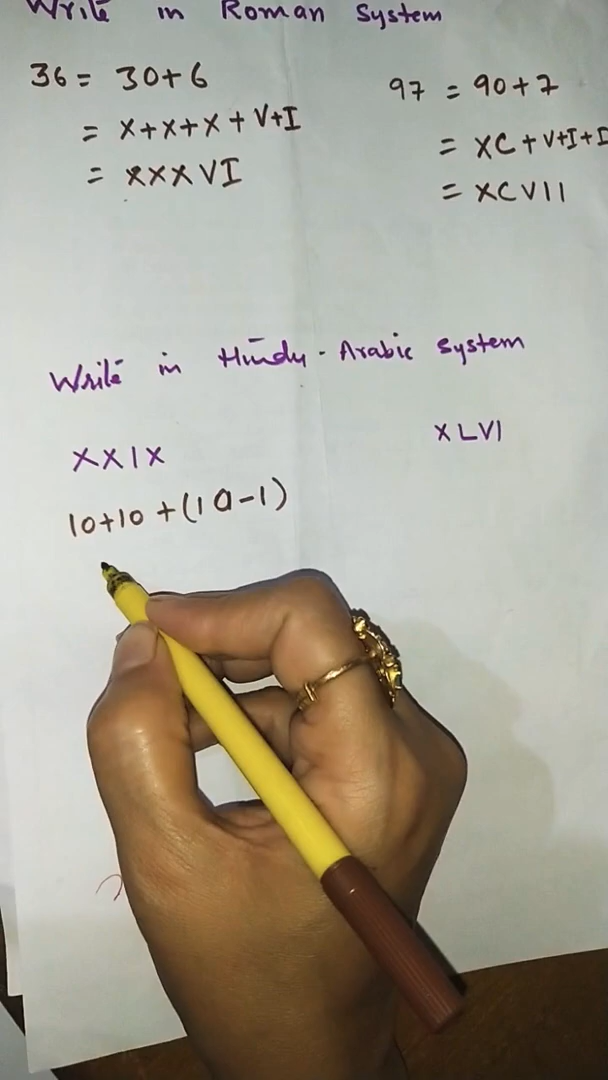 Write in Roman System
36 = 30+6
= X+X+X+V+I
= XXXVI
97 = 90+7
= XC+V+I+I
= XCVII
Write in Hindu-Arabic System
XXIX
10+10+(10-1)
XLVI